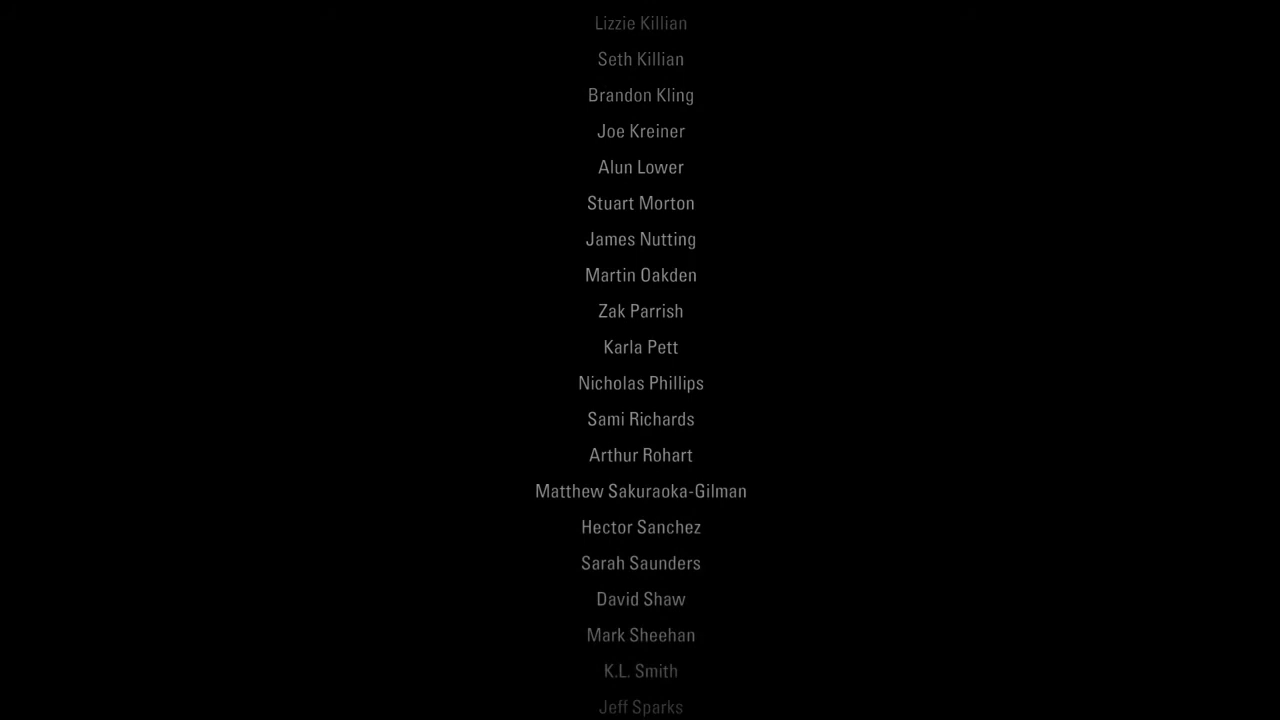 Lizzie Killian
Seth Killian
Brandon Kling
Joe Kreiner
Alun Lower
Stuart Morton
James Nutting
Martin Oakden
Zak Parrish
Karla Pett
Nicholas Phillips
Sami Richards
Arthur Rohart
Matthew Sakuraoka-Gilman
Hector Sanchez
Sarah Saunders
David Shaw
Mark Sheehan
K.L. Smith
Jeff Sparks